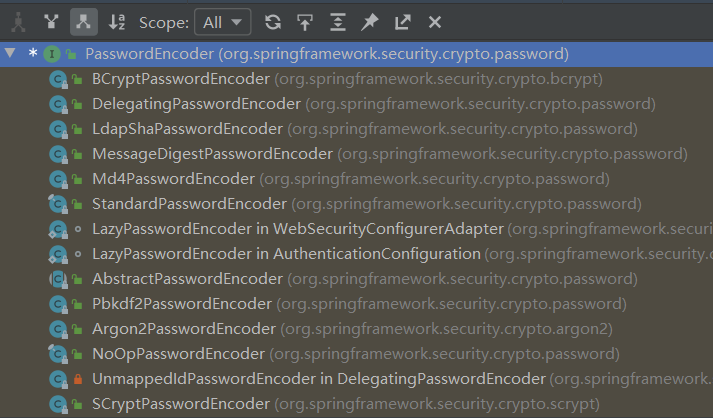 Scope: All
* PasswordEncoder (org.springframework.security.crypto.password)
BCryptPasswordEncoder (org.springframework.security.crypto.bcrypt)
DelegatingPasswordEncoder (org.springframework.security.crypto.password)
LdapShaPasswordEncoder (org.springframework.security.crypto.password)
MessageDigestPasswordEncoder (org.springframework.security.crypto.password)
Md4PasswordEncoder (org.springframework.security.crypto.password)
StandardPasswordEncoder (org.springframework.security.crypto.password)
LazyPasswordEncoder in WebSecurityConfigurerAdapter (org.springframework.secu
LazyPasswordEncoder in AuthenticationConfiguration (org.springframework.security.c
AbstractPasswordEncoder (org.springframework.security.crypto.password)
Pbkdf2PasswordEncoder (org.springframework.security.crypto.password)
Argon2PasswordEncoder (org.springframework.security.crypto.argon2)
NoOpPasswordEncoder (org.springframework.security.crypto.password)
UnmappedIdPasswordEncoder in DelegatingPasswordEncoder (org.springframework.
SCryptPasswordEncoder (org.springframework.security.crypto.scrypt)